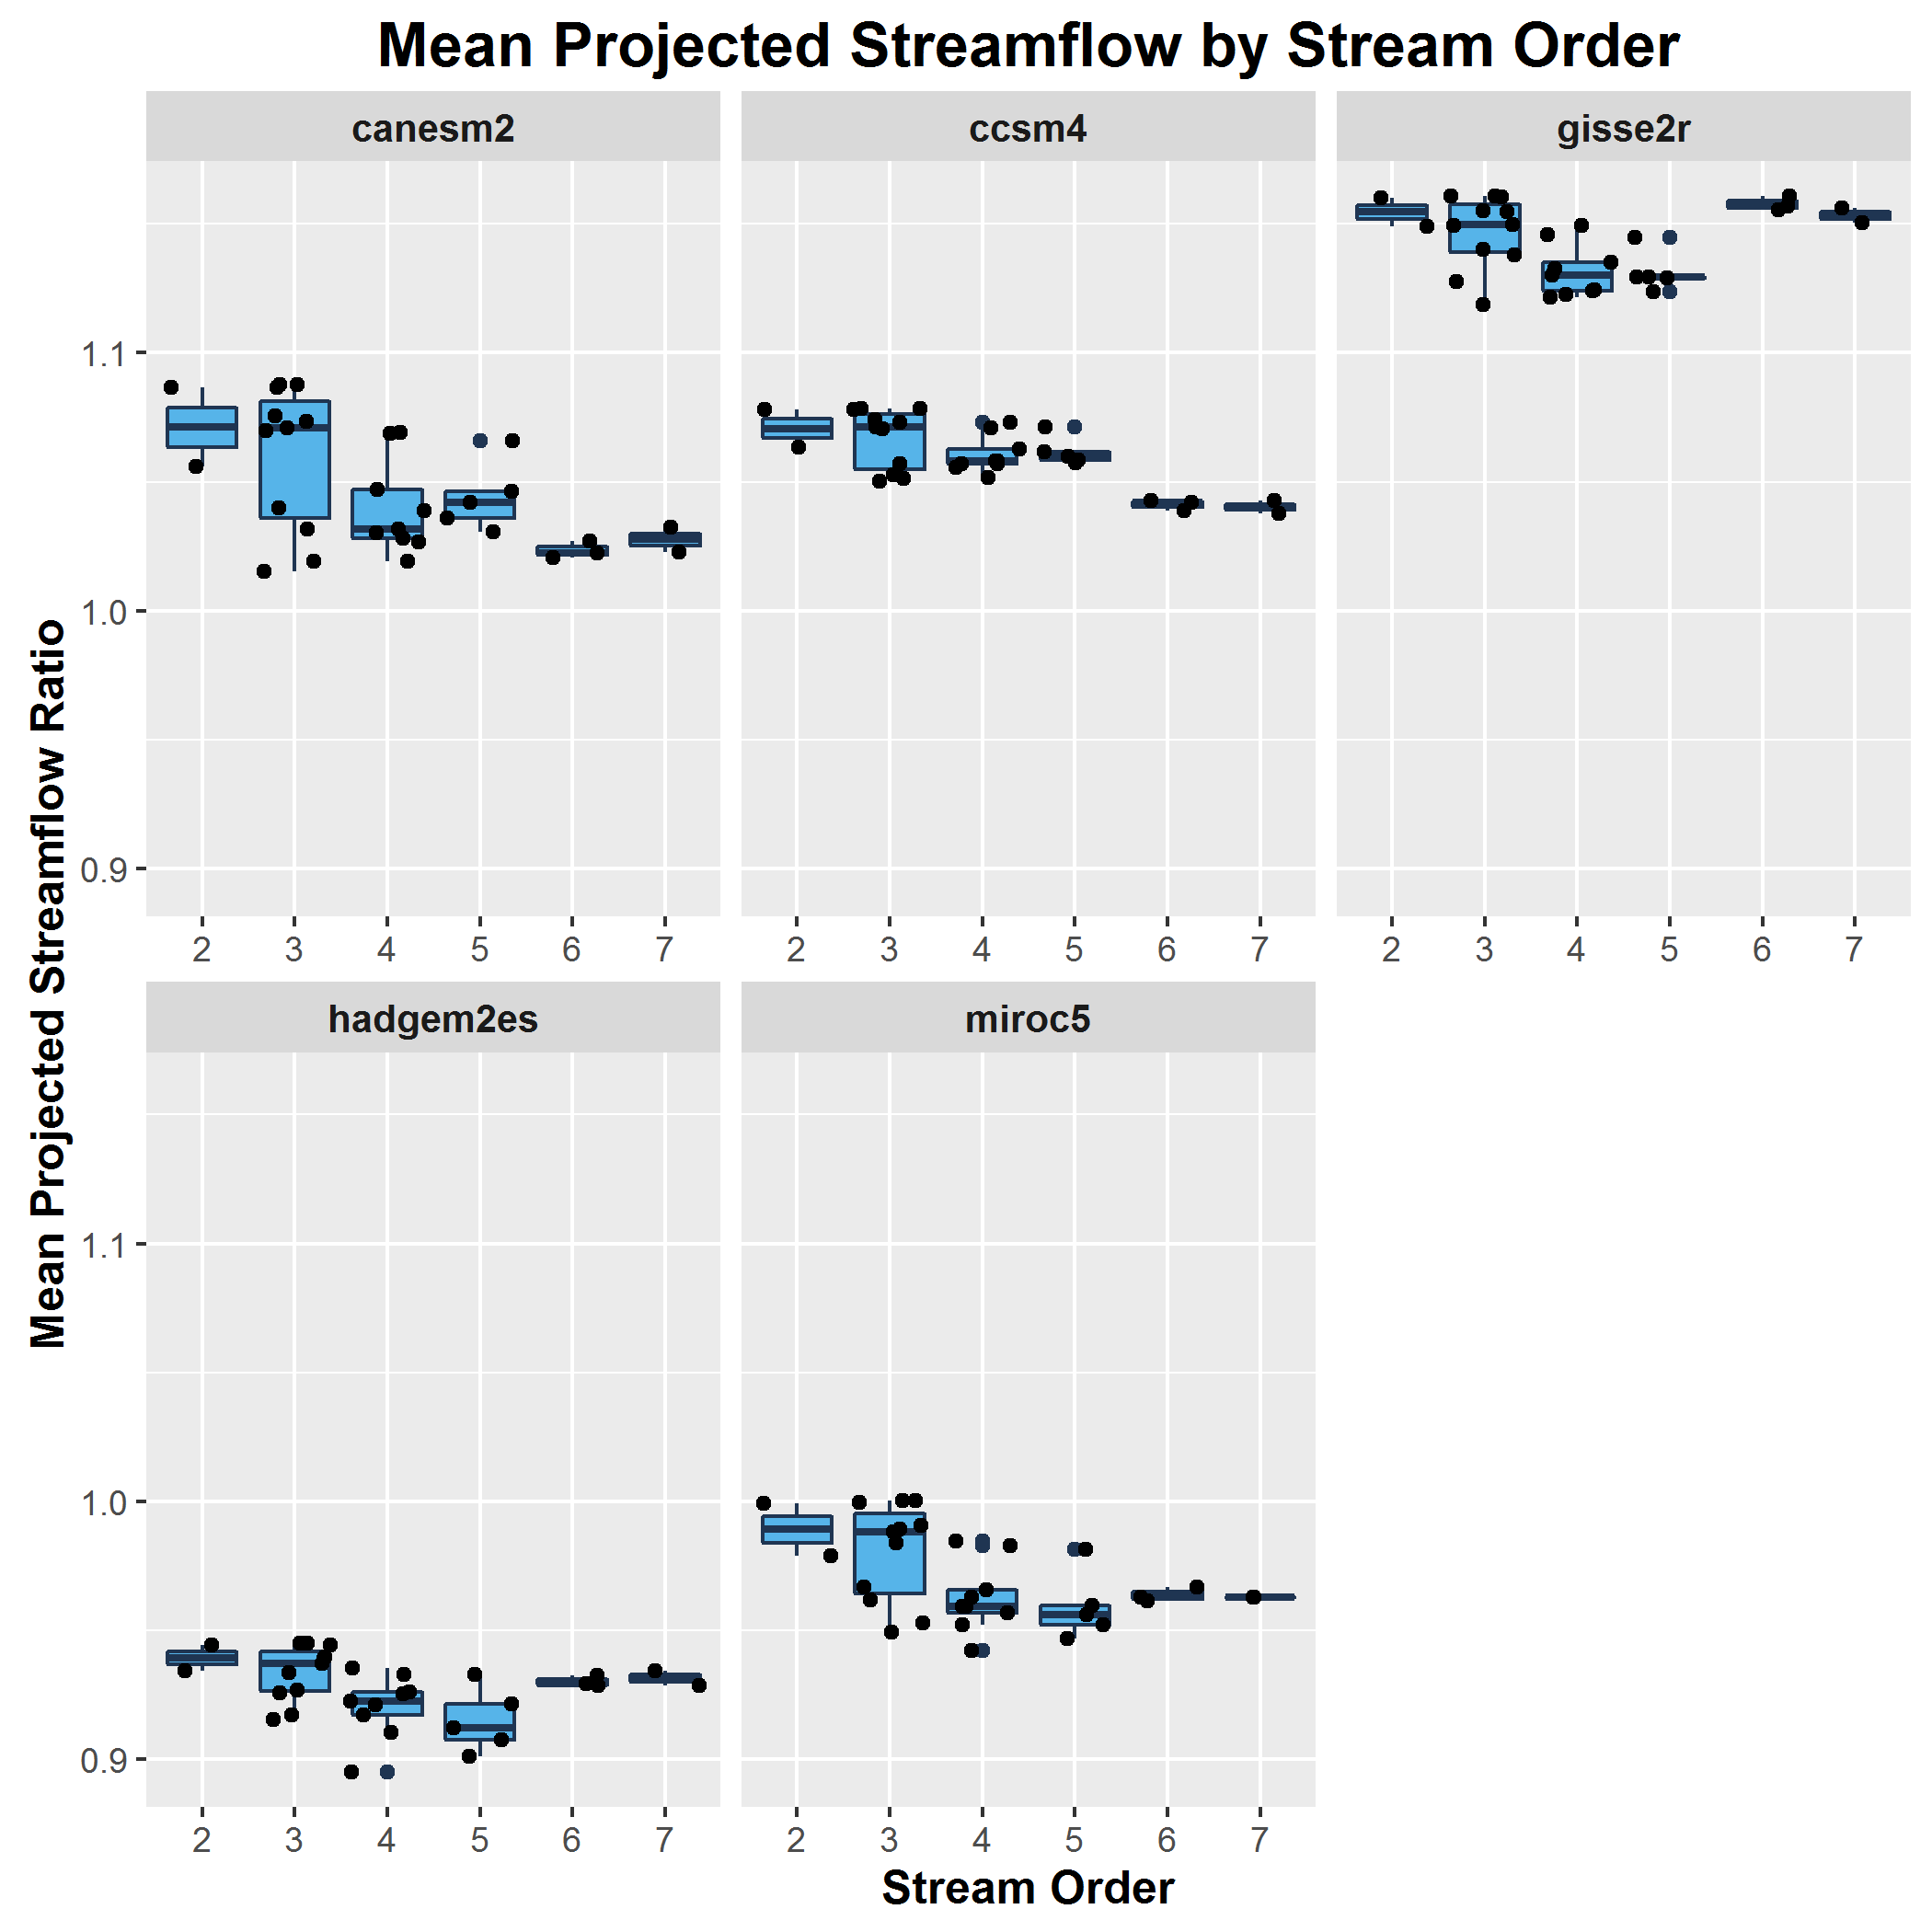 Mean Projected Streamflow by Stream Order
canesm2
ccsm4
gisse2r
1.1
1.0
0.9
2 3 4 5 6 7
2 3 4 5 6 7
2 3 4 5 6 7
Mean Projected Streamflow Ratio
hadgem2es
miroc5
1.1
1.0
0.9
2 3 4 5 6 7
2 3 4 5 6 7
Stream Order